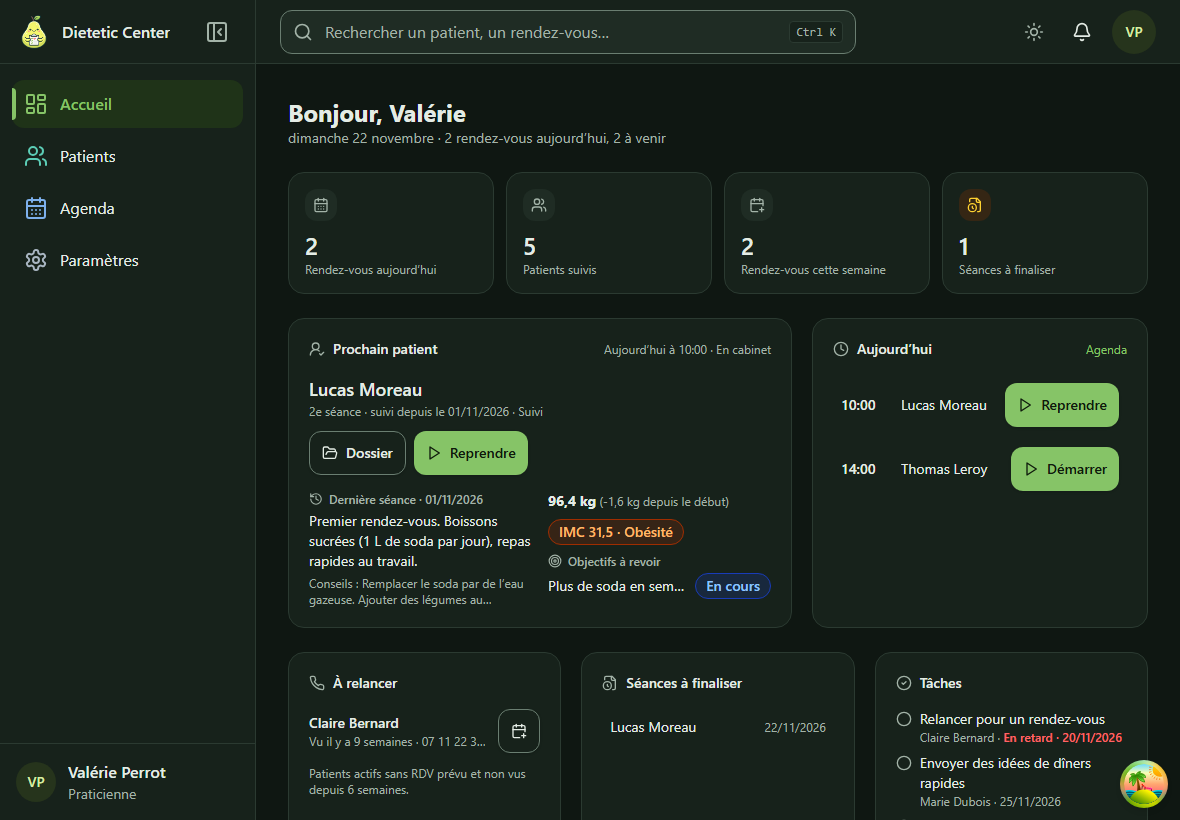 Dietetic Center
Rechercher un patient, un rendez-vous...
Ctrl K
VP
Accueil
Patients
Agenda
Paramètres
Valérie Perrot
Praticienne
VP
Bonjour, Valérie
dimanche 22 novembre · 2 rendez-vous aujourd’hui, 2 à venir
2
Rendez-vous aujourd’hui
5
Patients suivis
2
Rendez-vous cette semaine
1
Séances à finaliser
Prochain patient
Aujourd’hui à 10:00 · En cabinet
Lucas Moreau
2e séance · suivi depuis le 01/11/2026 · Suivi
Dossier
Reprendre
Dernière séance · 01/11/2026
Premier rendez-vous. Boissons
sucrées (1 L de soda par jour), repas
rapides au travail.
Conseils : Remplacer le soda par de l’eau
gazeuse. Ajouter des légumes au...
96,4 kg (-1,6 kg depuis le début)
IMC 31,5 · Obésité
Objectifs à revoir
Plus de soda en sem...
En cours
Aujourd’hui
Agenda
10:00 Lucas Moreau Reprendre
14:00 Thomas Leroy Démarrer
À relancer
Claire Bernard
Vu il y a 9 semaines · 07 11 22 3...
Patients actifs sans RDV prévu et non vus
depuis 6 semaines.
Séances à finaliser
Lucas Moreau 22/11/2026
Tâches
Relancer pour un rendez-vous
Claire Bernard · En retard · 20/11/2026
Envoyer des idées de dîners
rapides
Marie Dubois · 25/11/2026